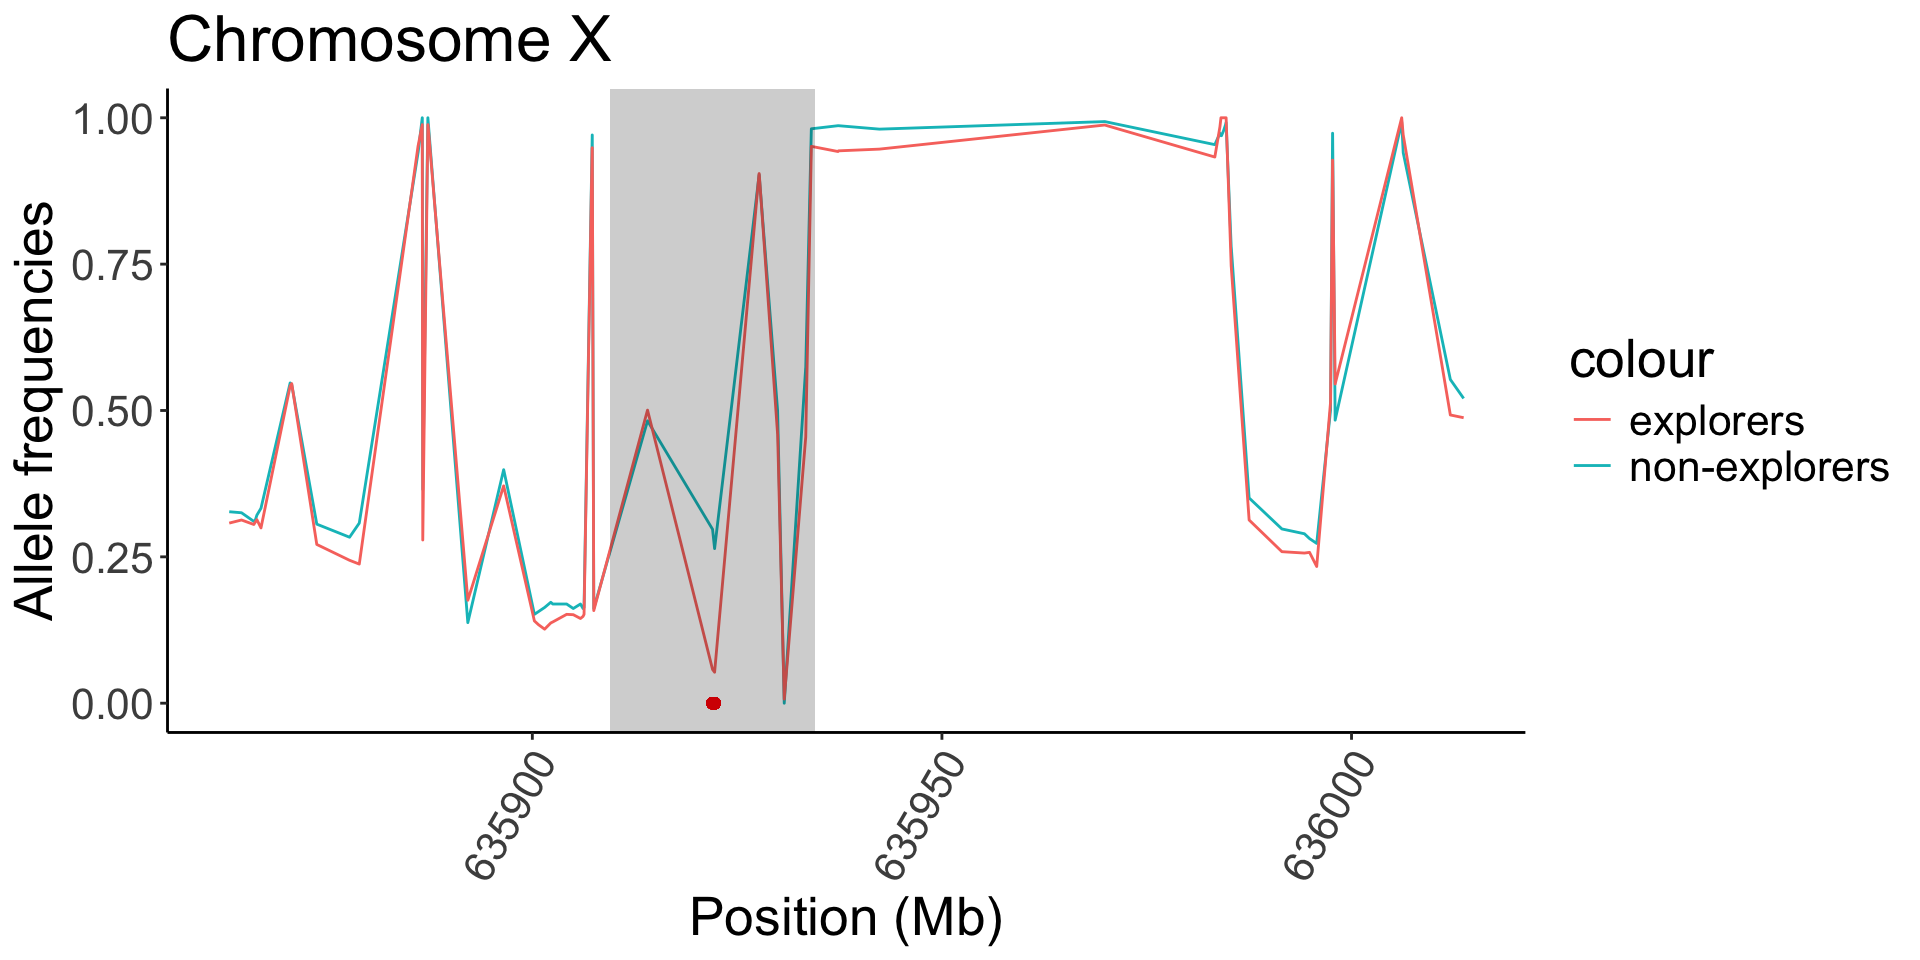 Chromosome X
Allele frequencies
1.00
0.75
0.50
0.25
0.00
635900
635950
636000
Position (Mb)
colour
explorers
non-explorers